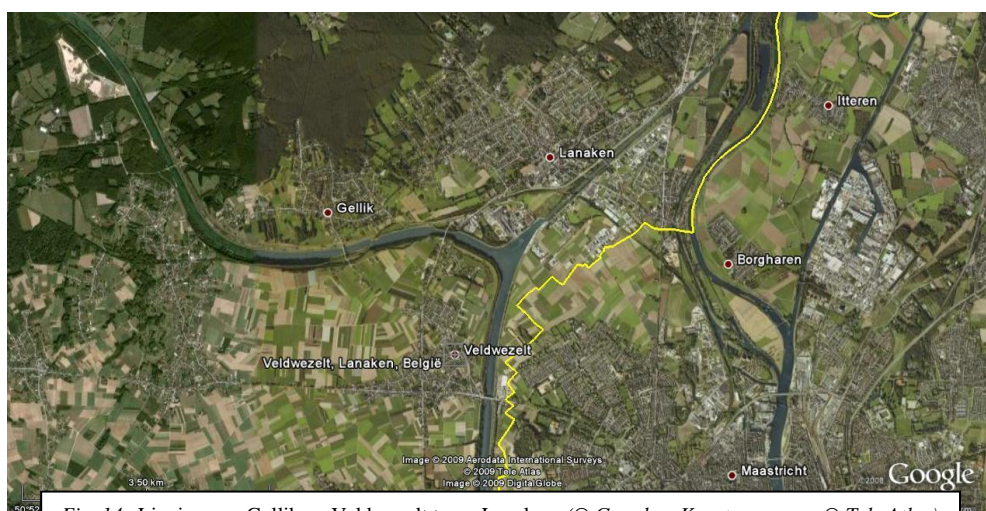 Itteren
Lanaken
Gellik
Borgharen
Veldwezelt
Veldwezelt, Lanaken, België
Image © 2009 Aerodata International Surveys
© 2009 Tele Atlas
Image © 2009 DigitalGlobe
Maastricht
© 2008 Google
3.50 km